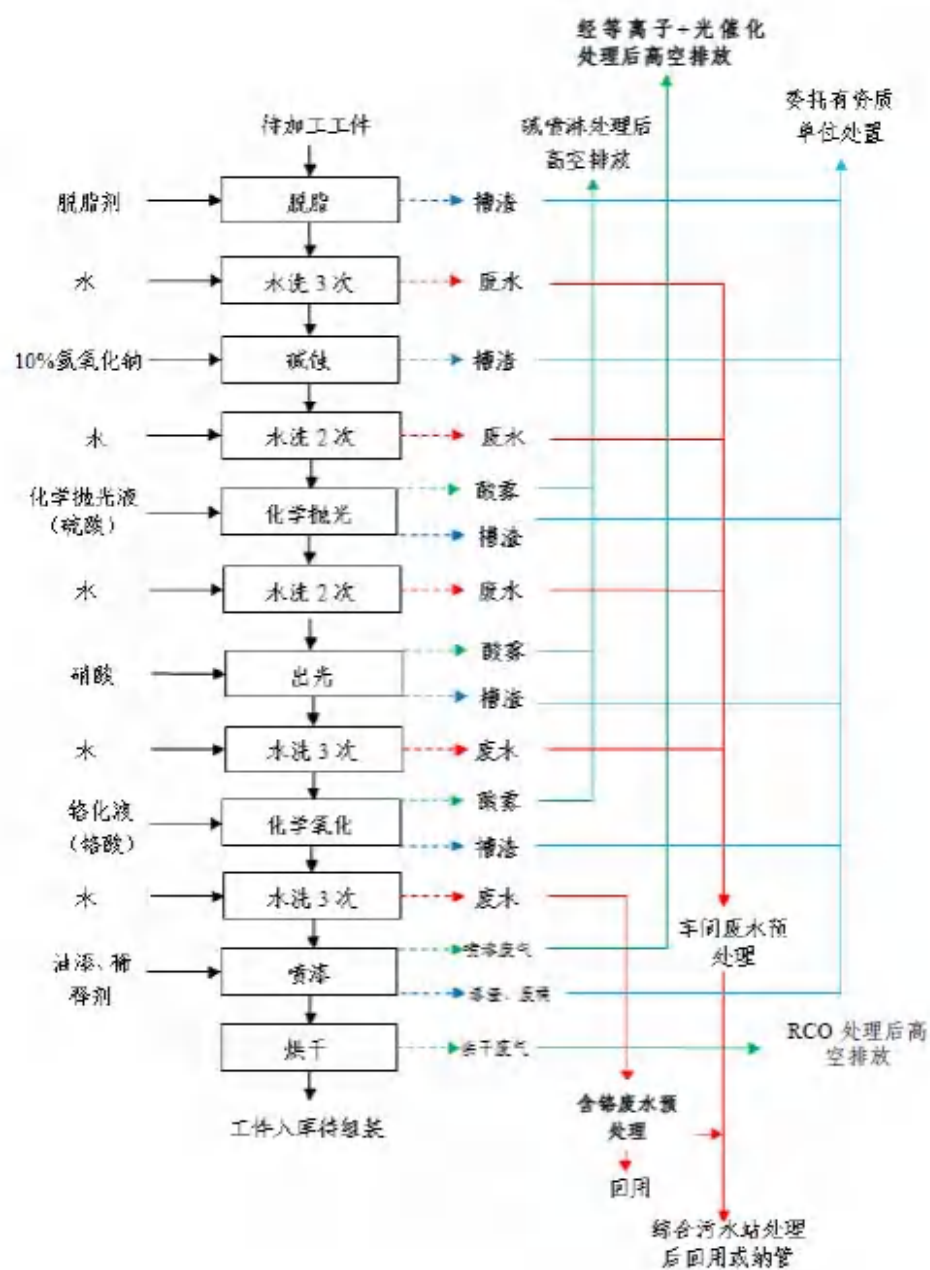 经等离子+光催化
处理后高空排放
碱喷淋处理后
高空排放
委托有资质
单位处置
待加工工件
脱脂剂
脱脂
槽渣
水
水洗3次
废水
10%氢氧化钠
碱蚀
槽渣
水
水洗2次
废水
化学抛光液
（硫酸）
化学抛光
酸雾
槽渣
水
水洗2次
废水
硝酸
出光
酸雾
槽渣
水
水洗3次
废水
铬化液
（铬酸）
化学氧化
酸雾
槽渣
水
水洗3次
废水
车间废水预
处理
油漆、稀
释剂
喷漆
喷漆废气
漆渣、废桶
烘干
烘干废气
RCO 处理后高
空排放
含铬废水预
处理
工件入库待组装
回用
综合污水站处理
后回用或纳管